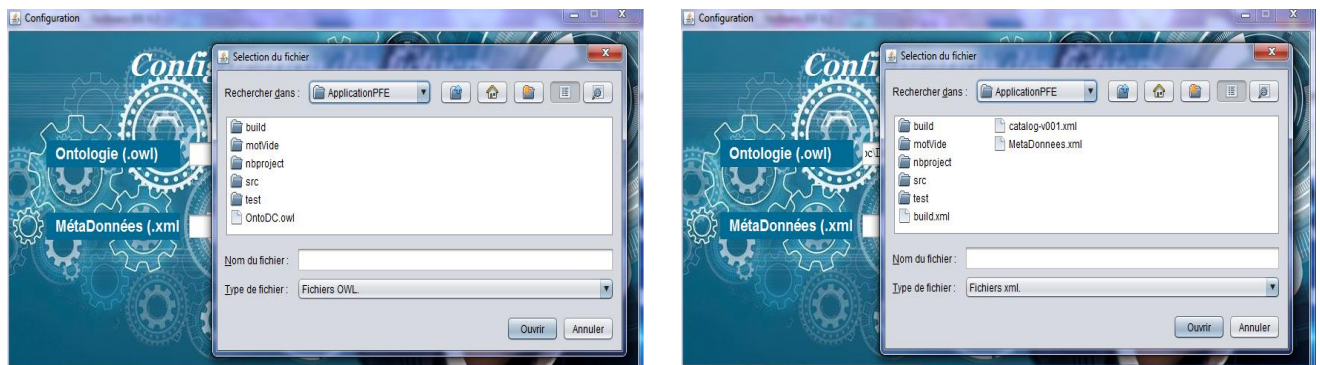 Configuration
Confi
Selection du fichier
Rechercher dans :
ApplicationPFE
build
motVide
nbproject
src
test
OntoDC.owl
Ontologie (.owl)
MétaDonnées (.xml
Nom du fichier :
Type de fichier :
Fichiers OWL.
Ouvrir
Annuler
Configuration
Confi
Selection du fichier
Rechercher dans :
ApplicationPFE
build
motVide
nbproject
src
test
build.xml
catalog-v001.xml
MetaDonnees.xml
Ontologie (.owl)
MétaDonnées (.xml
Nom du fichier :
Type de fichier :
Fichiers xml.
Ouvrir
Annuler